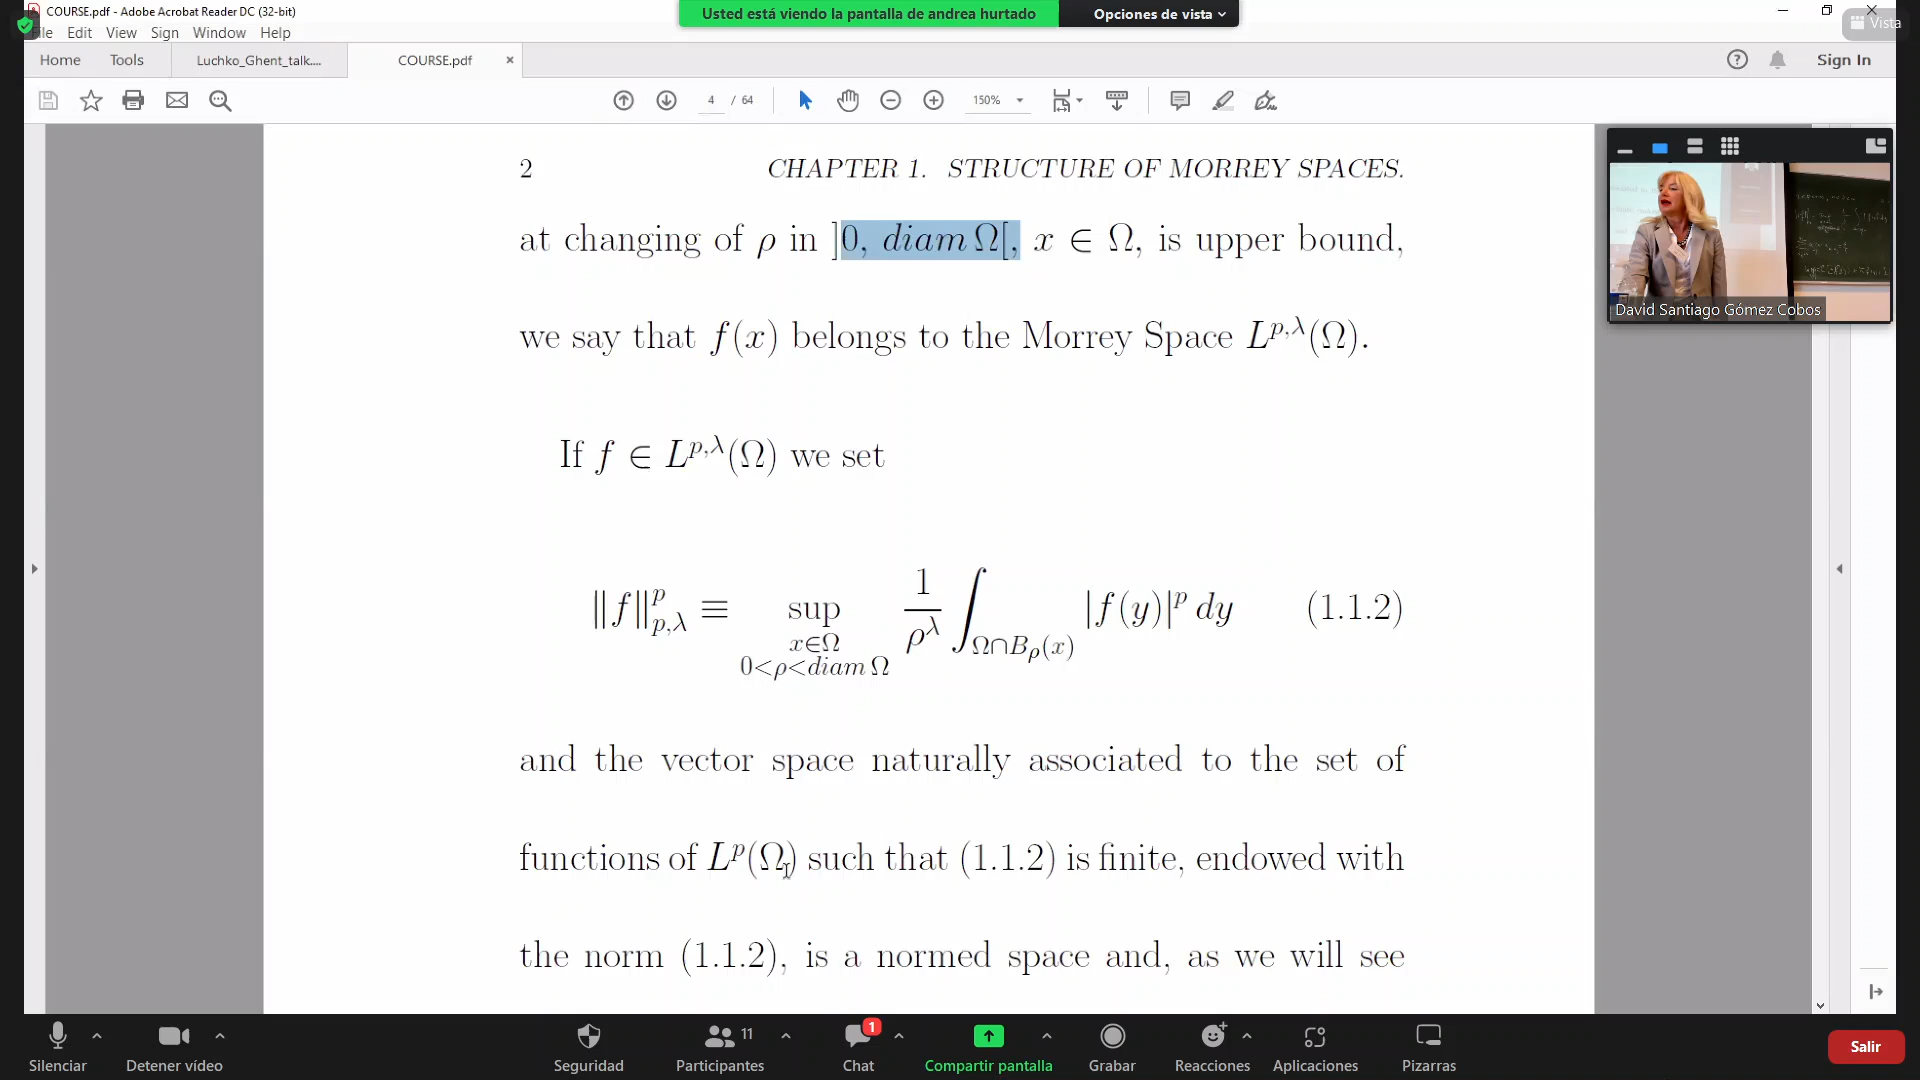 COURSE.pdf - Adobe Acrobat Reader DC (32-bit)
Usted está viendo la pantalla de andrea hurtado
Opciones de vista
Vista
File Edit View Sign Window Help
Home Tools Luchko_Ghent_talk.... COURSE.pdf × Sign In
4 / 64 150%
2 CHAPTER 1. STRUCTURE OF MORREY SPACES.
at changing of ρ in ]0, diam Ω[, x ∈ Ω, is upper bound,
we say that f(x) belongs to the Morrey Space L^{p,λ}(Ω).
If f ∈ L^{p,λ}(Ω) we set
‖f‖^p_{p,λ} ≡ sup_{x∈Ω 0<ρ<diam Ω} 1/ρ^λ ∫_{Ω∩B_ρ(x)} |f(y)|^p dy (1.1.2)
and the vector space naturally associated to the set of
functions of L^p(Ω) such that (1.1.2) is finite, endowed with
the norm (1.1.2), is a normed space and, as we will see
David Santiago Gómez Cobos
11 1
Silenciar Detener vídeo Seguridad Participantes Chat Compartir pantalla Grabar Reacciones Aplicaciones Pizarras Salir